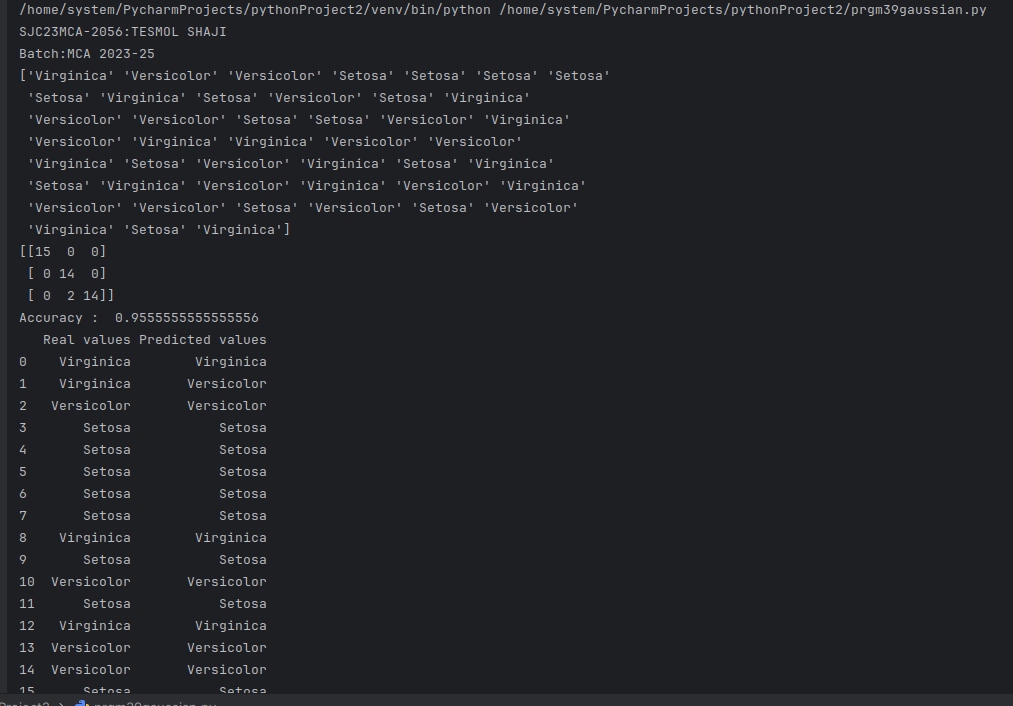 /home/system/PycharmProjects/pythonProject2/venv/bin/python /home/system/PycharmProjects/pythonProject2/prgm39gaussian.py
SJC23MCA-2056:TESMOL SHAJI
Batch:MCA 2023-25
['Virginica' 'Versicolor' 'Versicolor' 'Setosa' 'Setosa' 'Setosa' 'Setosa'
 'Setosa' 'Virginica' 'Setosa' 'Versicolor' 'Setosa' 'Virginica'
 'Versicolor' 'Versicolor' 'Setosa' 'Setosa' 'Versicolor' 'Virginica'
 'Versicolor' 'Virginica' 'Virginica' 'Versicolor' 'Versicolor'
 'Virginica' 'Setosa' 'Versicolor' 'Virginica' 'Setosa' 'Virginica'
 'Setosa' 'Virginica' 'Versicolor' 'Virginica' 'Versicolor' 'Virginica'
 'Versicolor' 'Versicolor' 'Setosa' 'Versicolor' 'Setosa' 'Versicolor'
 'Virginica' 'Setosa' 'Virginica']
[[15  0  0]
 [ 0 14  0]
 [ 0  2 14]]
Accuracy :  0.9555555555555556
   Real values Predicted values
0    Virginica        Virginica
1    Virginica       Versicolor
2   Versicolor       Versicolor
3       Setosa           Setosa
4       Setosa           Setosa
5       Setosa           Setosa
6       Setosa           Setosa
7       Setosa           Setosa
8    Virginica        Virginica
9       Setosa           Setosa
10  Versicolor       Versicolor
11      Setosa           Setosa
12   Virginica        Virginica
13  Versicolor       Versicolor
14  Versicolor       Versicolor
15      Setosa           Setosa